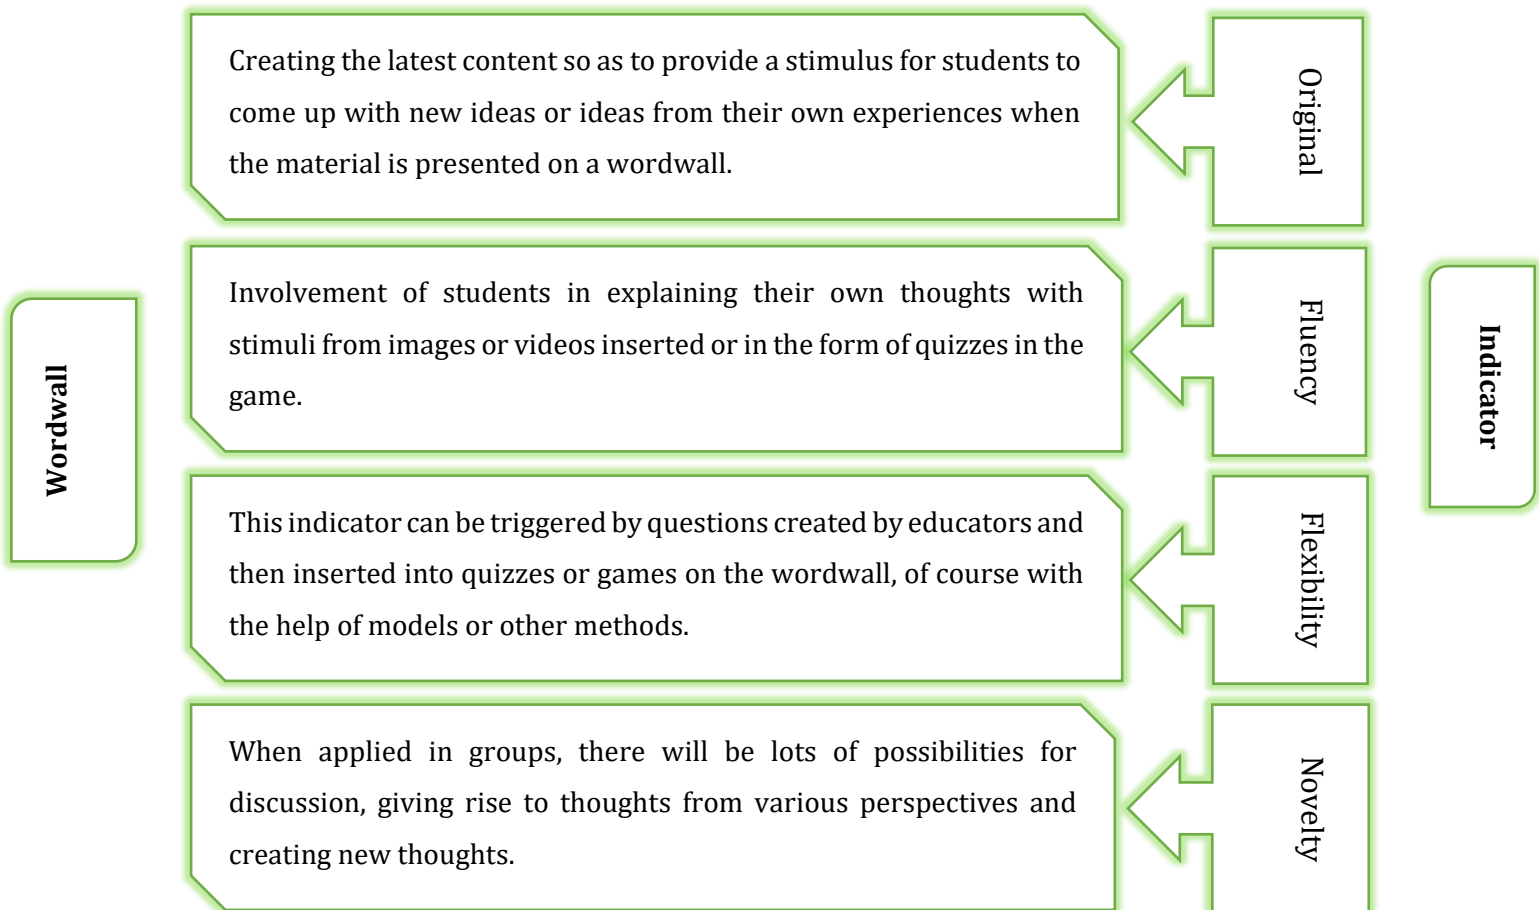 Wordwall
Creating the latest content so as to provide a stimulus for students to
come up with new ideas or ideas from their own experiences when
the material is presented on a wordwall.
Original
Involvement of students in explaining their own thoughts with
stimuli from images or videos inserted or in the form of quizzes in the
game.
Fluency
This indicator can be triggered by questions created by educators and
then inserted into quizzes or games on the wordwall, of course with
the help of models or other methods.
Flexibility
When applied in groups, there will be lots of possibilities for
discussion, giving rise to thoughts from various perspectives and
creating new thoughts.
Novelty
Indicator